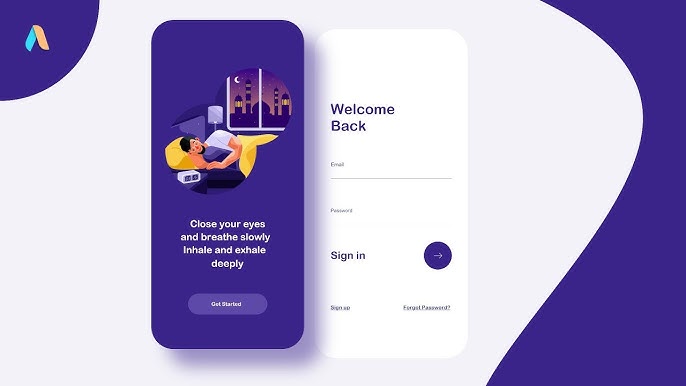 Close your eyes
and breathe slowly
Inhale and exhale
deeply
Get Started
Welcome
Back
Email
Password
Sign in
Sign up
Forgot Password?